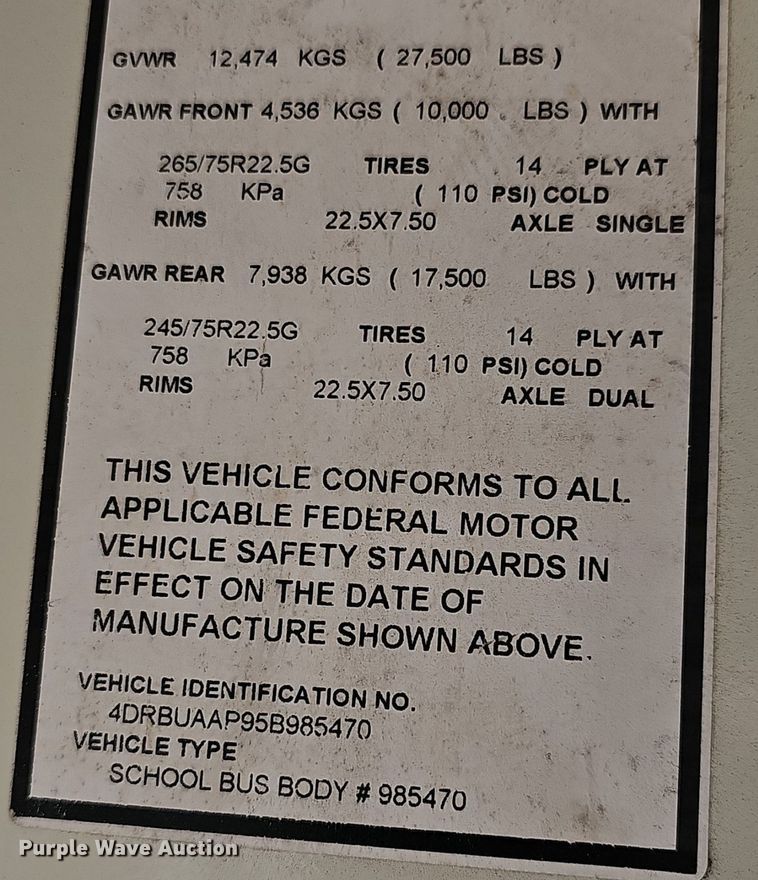 GVWR 12,474 KGS ( 27,500 LBS )
GAWR FRONT 4,536 KGS ( 10,000 LBS ) WITH
265/75R22.5G TIRES 14 PLY AT
758 KPa ( 110 PSI) COLD
RIMS 22.5X7.50 AXLE SINGLE
GAWR REAR 7,938 KGS ( 17,500 LBS ) WITH
245/75R22.5G TIRES 14 PLY AT
758 KPa ( 110 PSI) COLD
RIMS 22.5X7.50 AXLE DUAL
THIS VEHICLE CONFORMS TO ALL
APPLICABLE FEDERAL MOTOR
VEHICLE SAFETY STANDARDS IN
EFFECT ON THE DATE OF
MANUFACTURE SHOWN ABOVE.
VEHICLE IDENTIFICATION NO.
4DRBUAAP95B985470
VEHICLE TYPE
SCHOOL BUS BODY # 985470
Purple Wave Auction